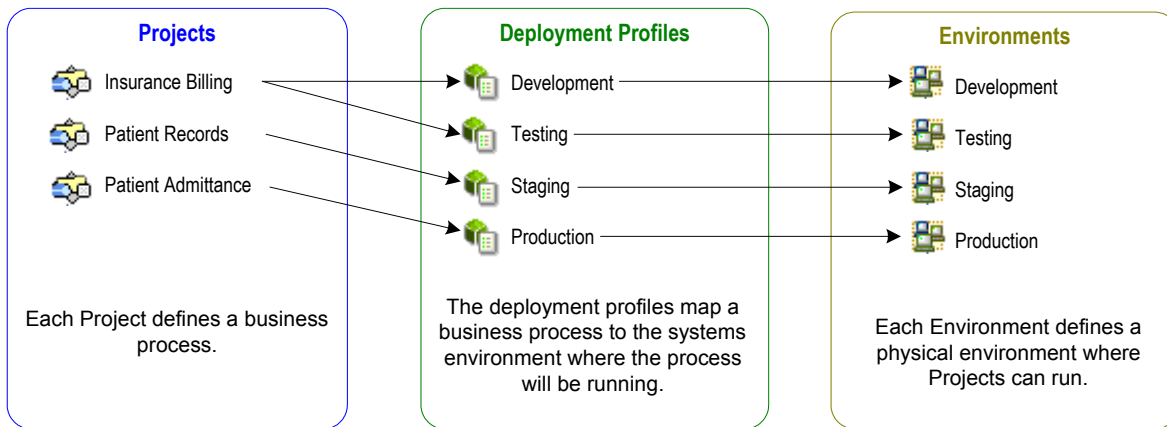 Projects
Insurance Billing
Patient Records
Patient Admittance
Each Project defines a business
process.
Deployment Profiles
Development
Testing
Staging
Production
The deployment profiles map a
business process to the systems
environment where the process
will be running.
Environments
Development
Testing
Staging
Production
Each Environment defines a
physical environment where
Projects can run.